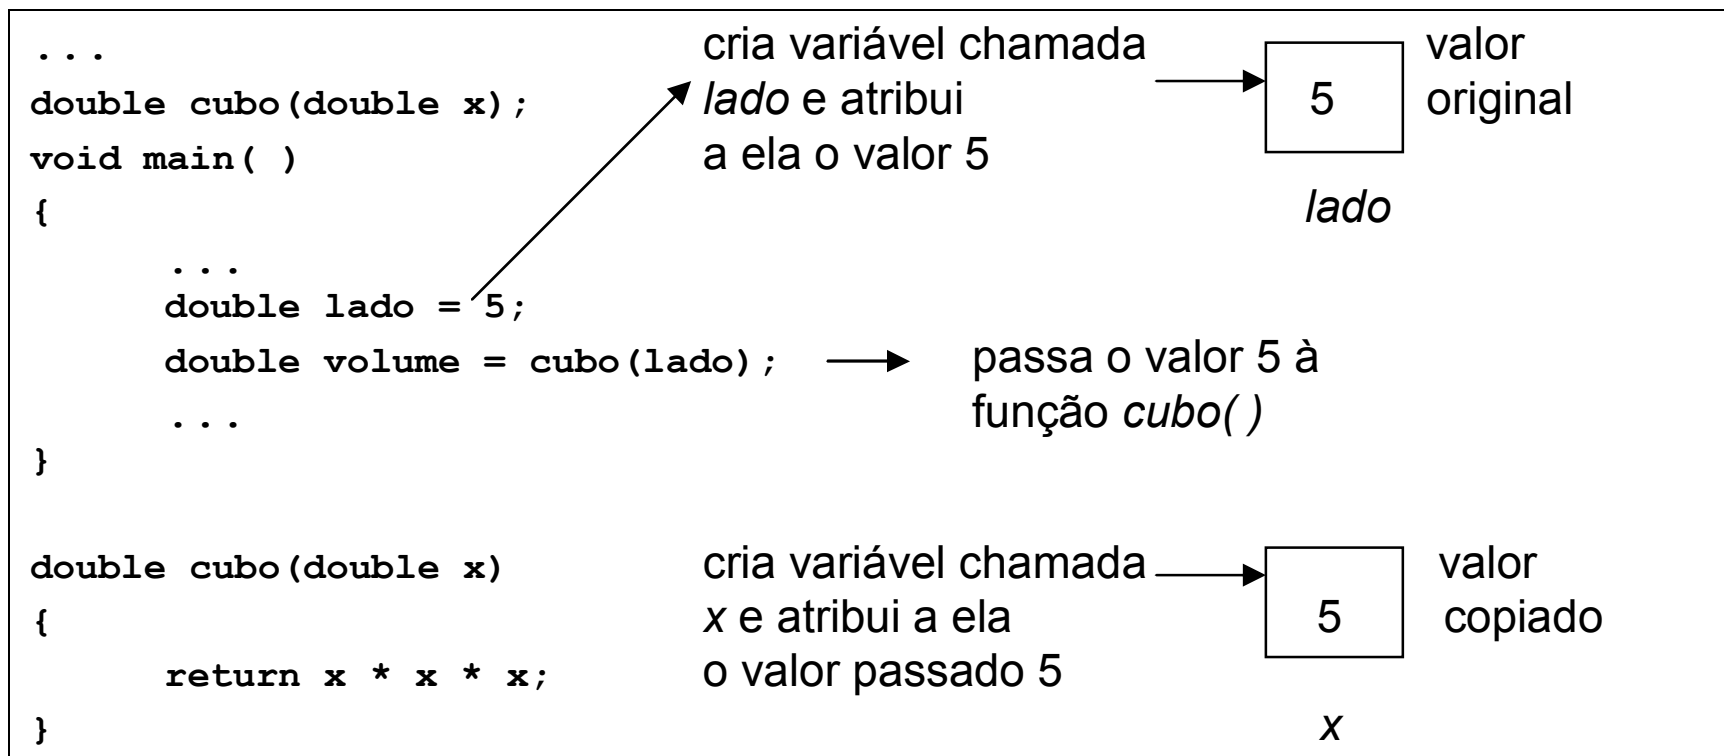 ...
double cubo(double x);
void main( )
{
...
double lado = 5;
double volume = cubo(lado);
...
}
cria variável chamada
lado e atribui
a ela o valor 5
5
valor
original
lado
passa o valor 5 à
função cubo( )
double cubo(double x)
{
return x * x * x;
}
cria variável chamada
x e atribui a ela
o valor passado 5
5
valor
copiado
x